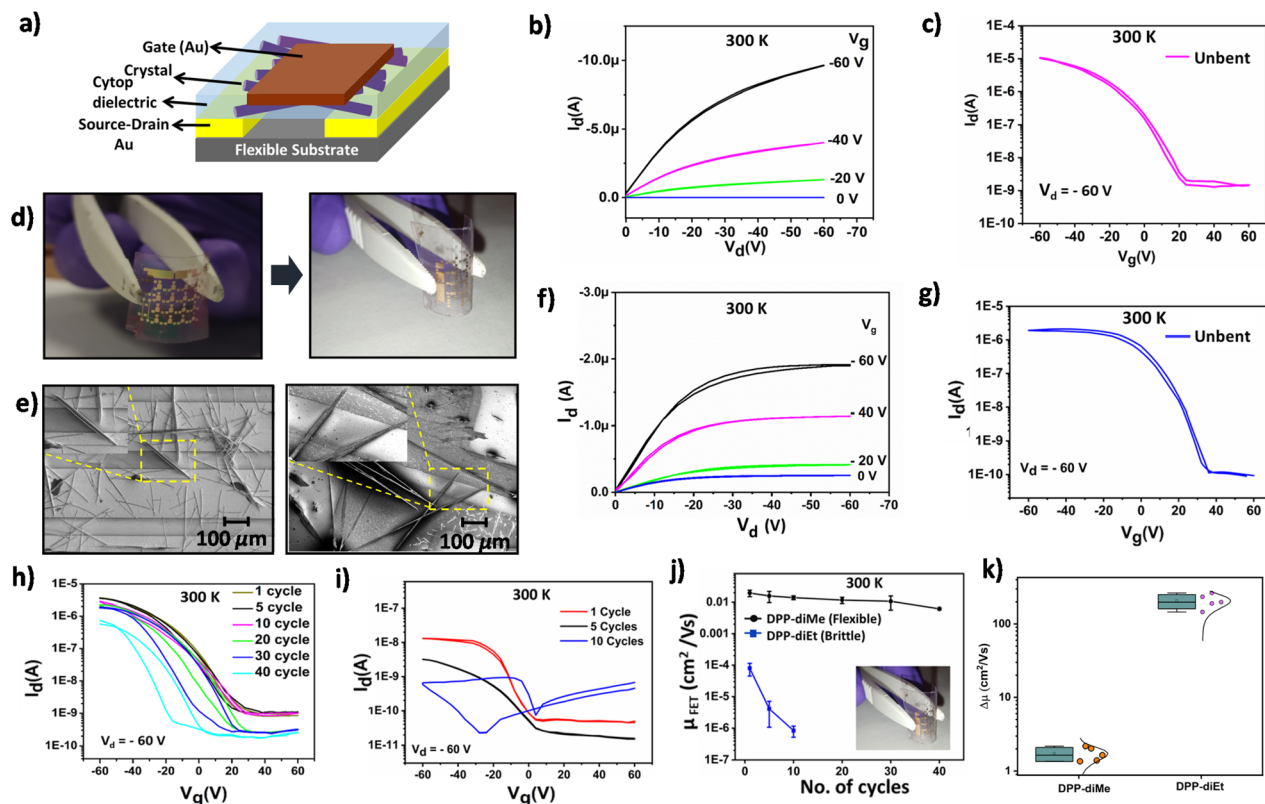 a)
Gate (Au)
Crystal
Cytop
dielectric
Source-Drain
Au
Flexible Substrate
b)
300 K
Vg
-60 V
-40 V
-20 V
0 V
-10.0µ
-5.0µ
0.0
Id(A)
0 -10 -20 -30 -40 -50 -60 -70
Vd(V)
c)
300 K
Unbent
1E-4
1E-5
1E-6
1E-7
1E-8
1E-9
1E-10
Id(A)
Vd = - 60 V
-60 -40 -20 0 20 40 60
Vg(V)
d)
e)
100 µm
100 µm
f)
300 K
Vg
- 60 V
- 40 V
- 20 V
0 V
-3.0µ
-2.0µ
-1.0µ
0.0
Id (A)
0 -10 -20 -30 -40 -50 -60 -70
Vd (V)
g)
300 K
Unbent
1E-5
1E-6
1E-7
1E-8
1E-9
1E-10
Id(A)
Vd = - 60 V
-60 -40 -20 0 20 40 60
Vg(V)
h)
300 K
1 cycle
5 cycle
10 cycle
20 cycle
30 cycle
40 cycle
1E-5
1E-6
1E-7
1E-8
1E-9
1E-10
Id(A)
Vd = - 60 V
-60 -40 -20 0 20 40 60
Vg(V)
i)
300 K
1 Cycle
5 Cycles
10 Cycles
1E-6
1E-7
1E-8
1E-9
1E-10
1E-11
Id(A)
Vd = - 60 V
-60 -40 -20 0 20 40 60
Vg(V)
j)
300 K
DPP-diMe (Flexible)
DPP-diEt (Brittle)
0.01
0.001
1E-4
1E-5
1E-6
µFET (cm2 /Vs)
0 10 20 30 40
No. of cycles
k)
100
10
1
Δµ (cm2/Vs)
DPP-diMe
DPP-diEt